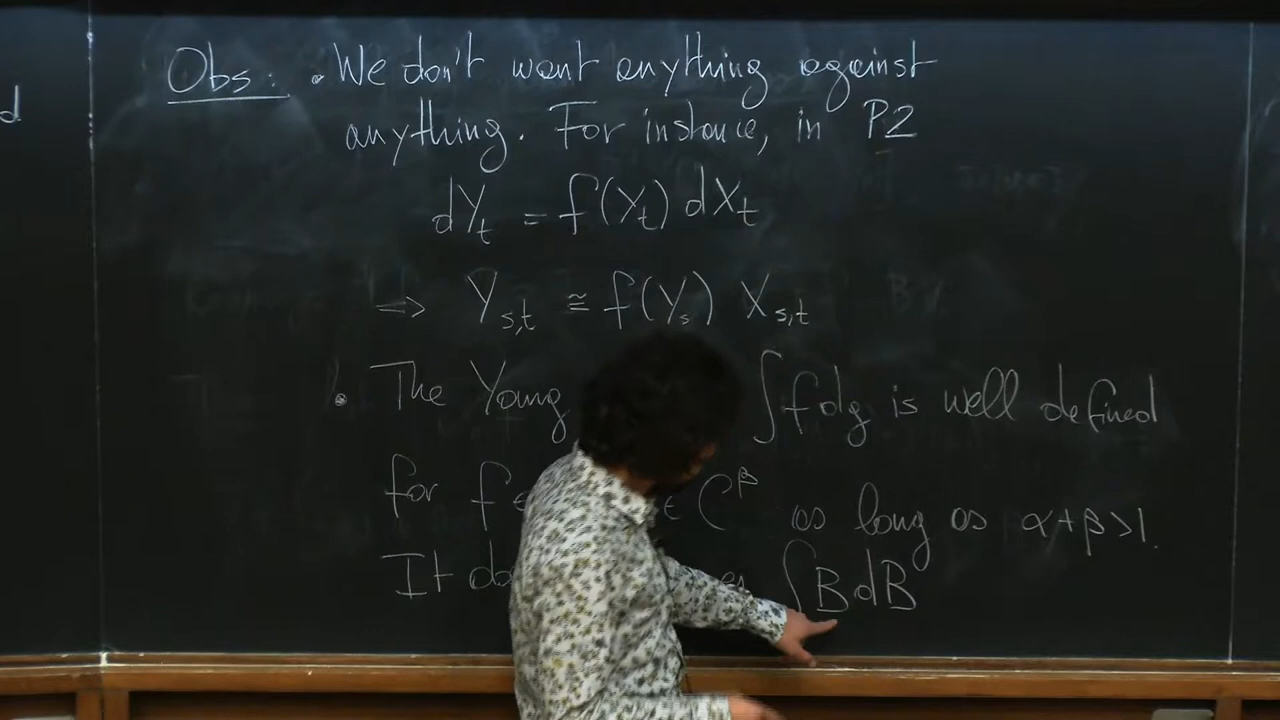 d
Obs: • We don't want anything against
anything. For instance, in P2
dY_t = f(Y_t) dX_t
=> Y_{s,t} ≅ f(Y_s) X_{s,t}
• The Young ∫ f dg is well defined
for f ∈ C^β as long as α+β>1.
It ∫ B dB